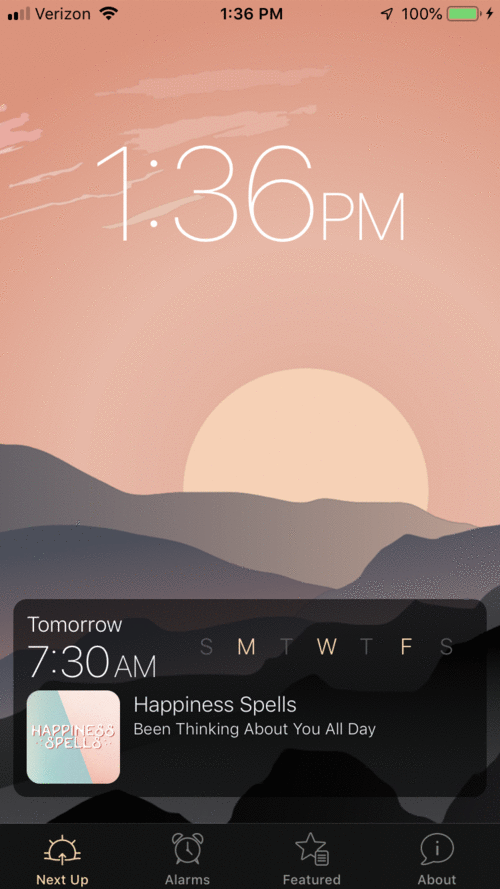 Verizon 1:36 PM 100%
1:36PM
Tomorrow
S M T W T F S
7:30AM
HAPPINESS
SPELLS
Happiness Spells
Been Thinking About You All Day
Next Up Alarms Featured About